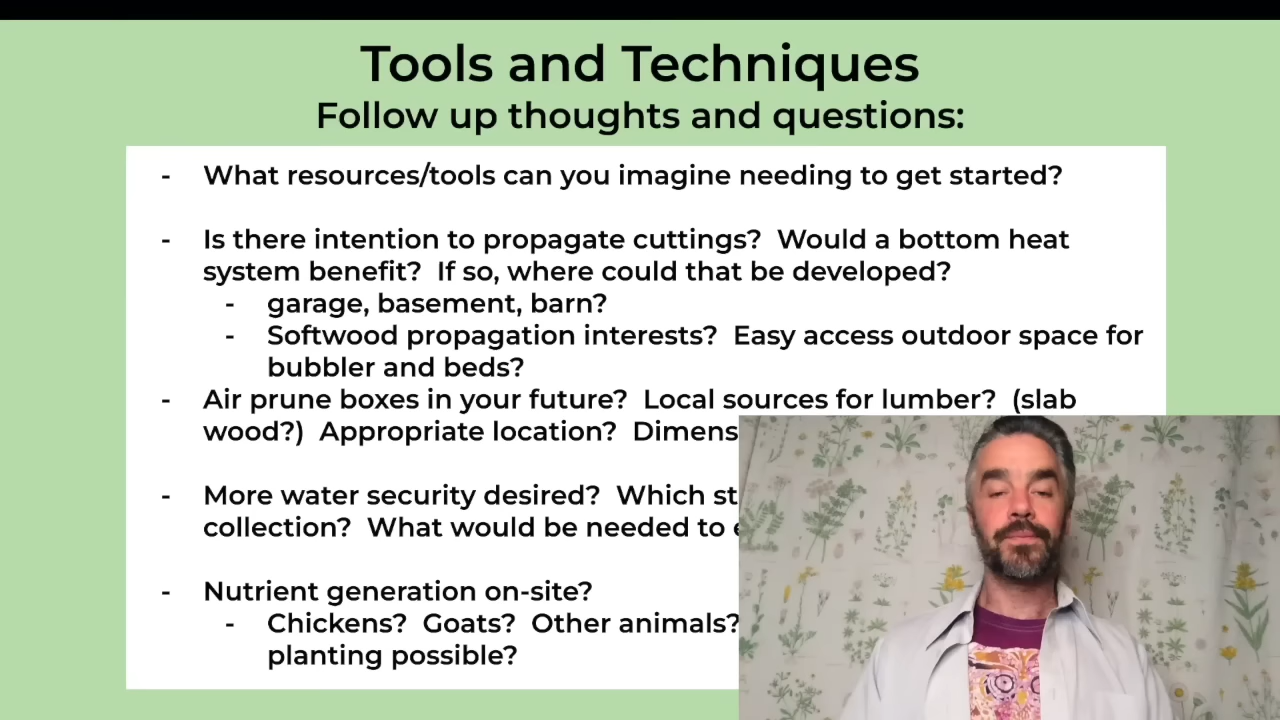 Tools and Techniques
Follow up thoughts and questions:
- What resources/tools can you imagine needing to get started?
- Is there intention to propagate cuttings? Would a bottom heat
system benefit? If so, where could that be developed?
- garage, basement, barn?
- Softwood propagation interests? Easy access outdoor space for
bubbler and beds?
- Air prune boxes in your future? Local sources for lumber? (slab
wood?) Appropriate location?
- More water security desired? Which
collection? What would be needed to
- Nutrient generation on-site?
- Chickens? Goats? Other animals?
planting possible?